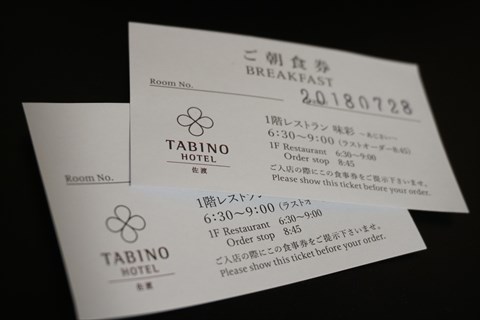 ご朝食券
BREAKFAST
Room No.
20180728
TABINO
HOTEL
佐渡
1階レストラン 味彩 〜あじさい〜
6:30～9:00 (ラストオーダー8:45)
1F Restaurant 6:30～9:00
Order stop 8:45
ご入店の際にこの食事券をご提示下さいませ。
Please show this ticket before your order.
Room No.
TABINO
HOTEL
佐渡
1階レストラン
6:30～9:00 (ラストオ
1F Restaurant 6:30～9:00
Order stop 8:45
ご入店の際にこの食事券をご提示下さいませ。
Please show this ticket before your order.